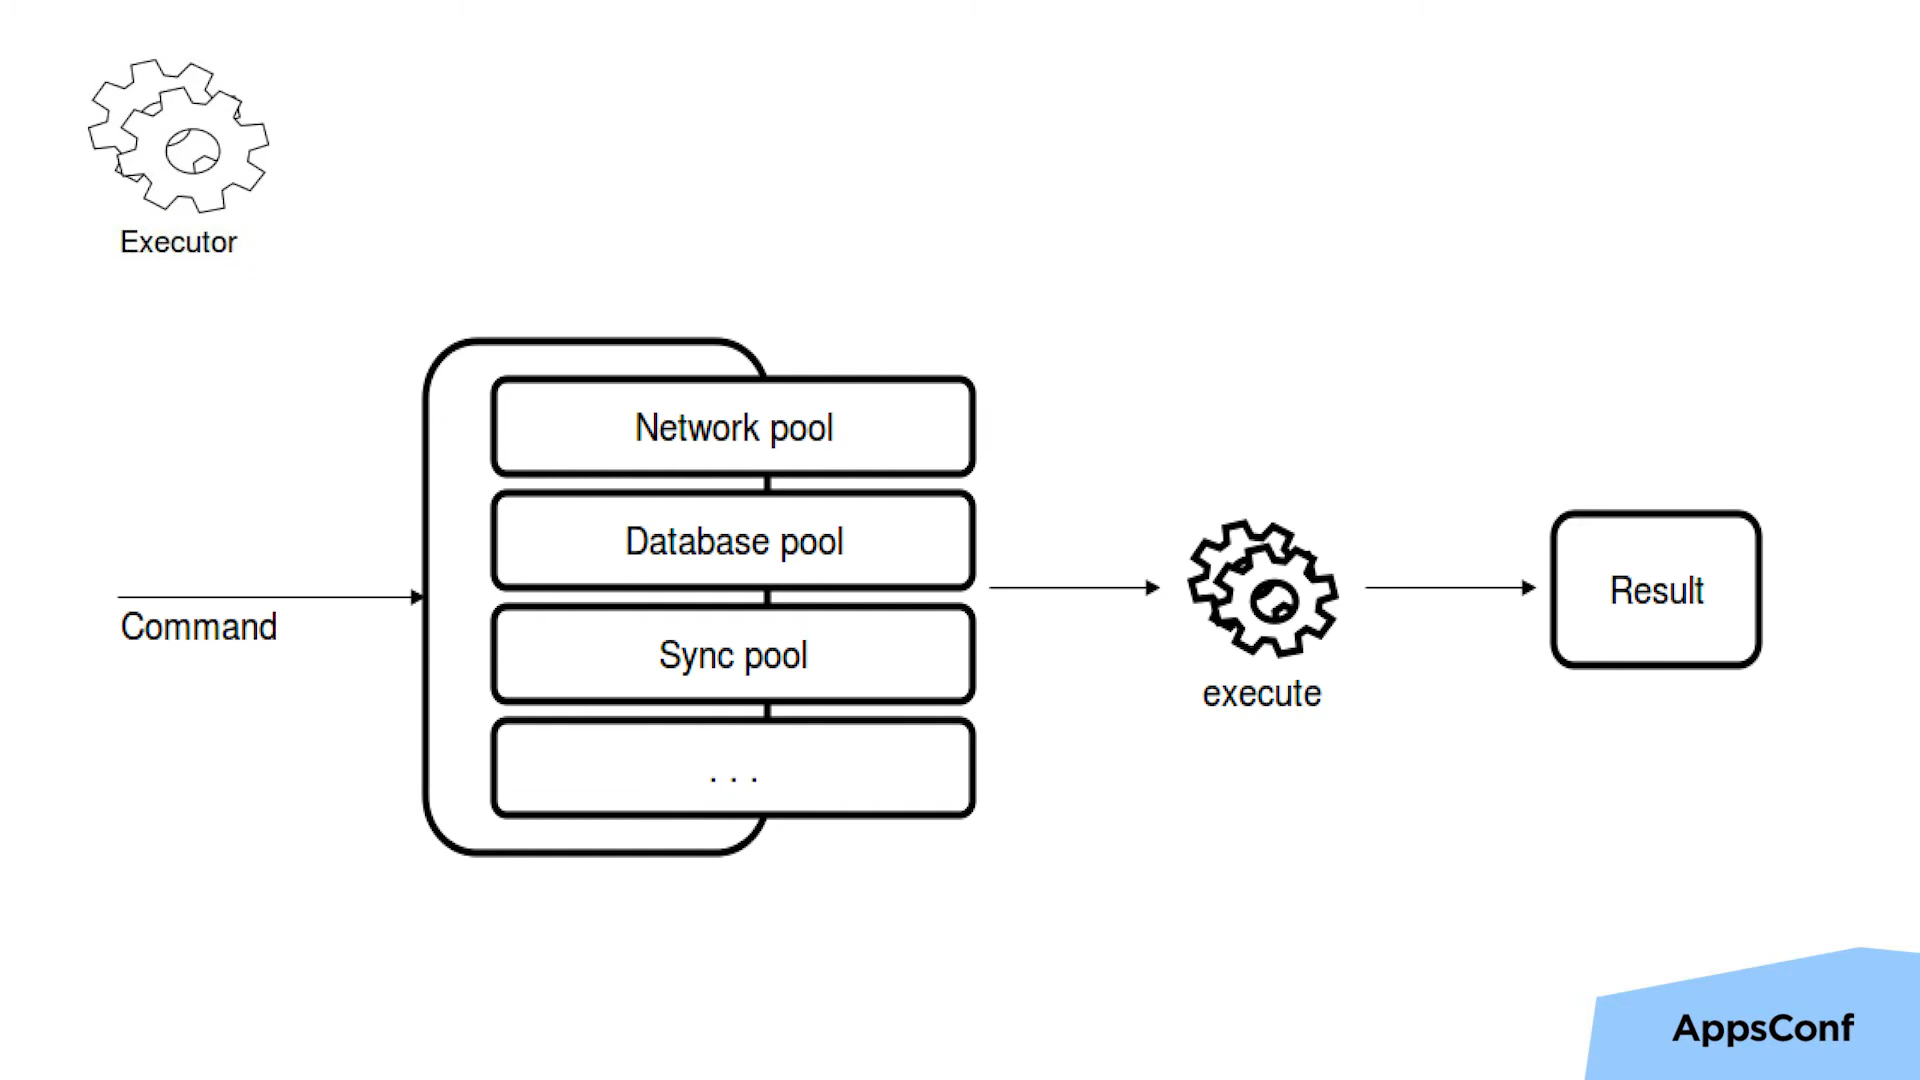 Executor
Network pool
Database pool
Command
Sync pool
. . .
execute
Result
AppsConf